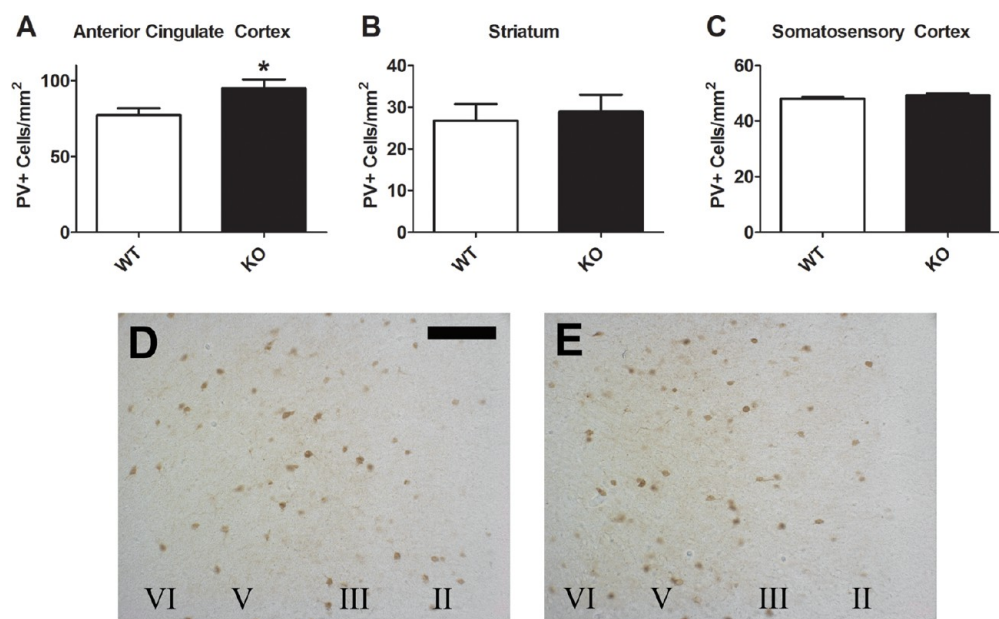 A Anterior Cingulate Cortex
PV+ Cells/mm²
100
50
0
*
WT
KO
B Striatum
PV+ Cells/mm²
40
30
20
10
0
WT
KO
C Somatosensory Cortex
PV+ Cells/mm²
60
40
20
0
WT
KO
D
VI V III II
E
VI V III II